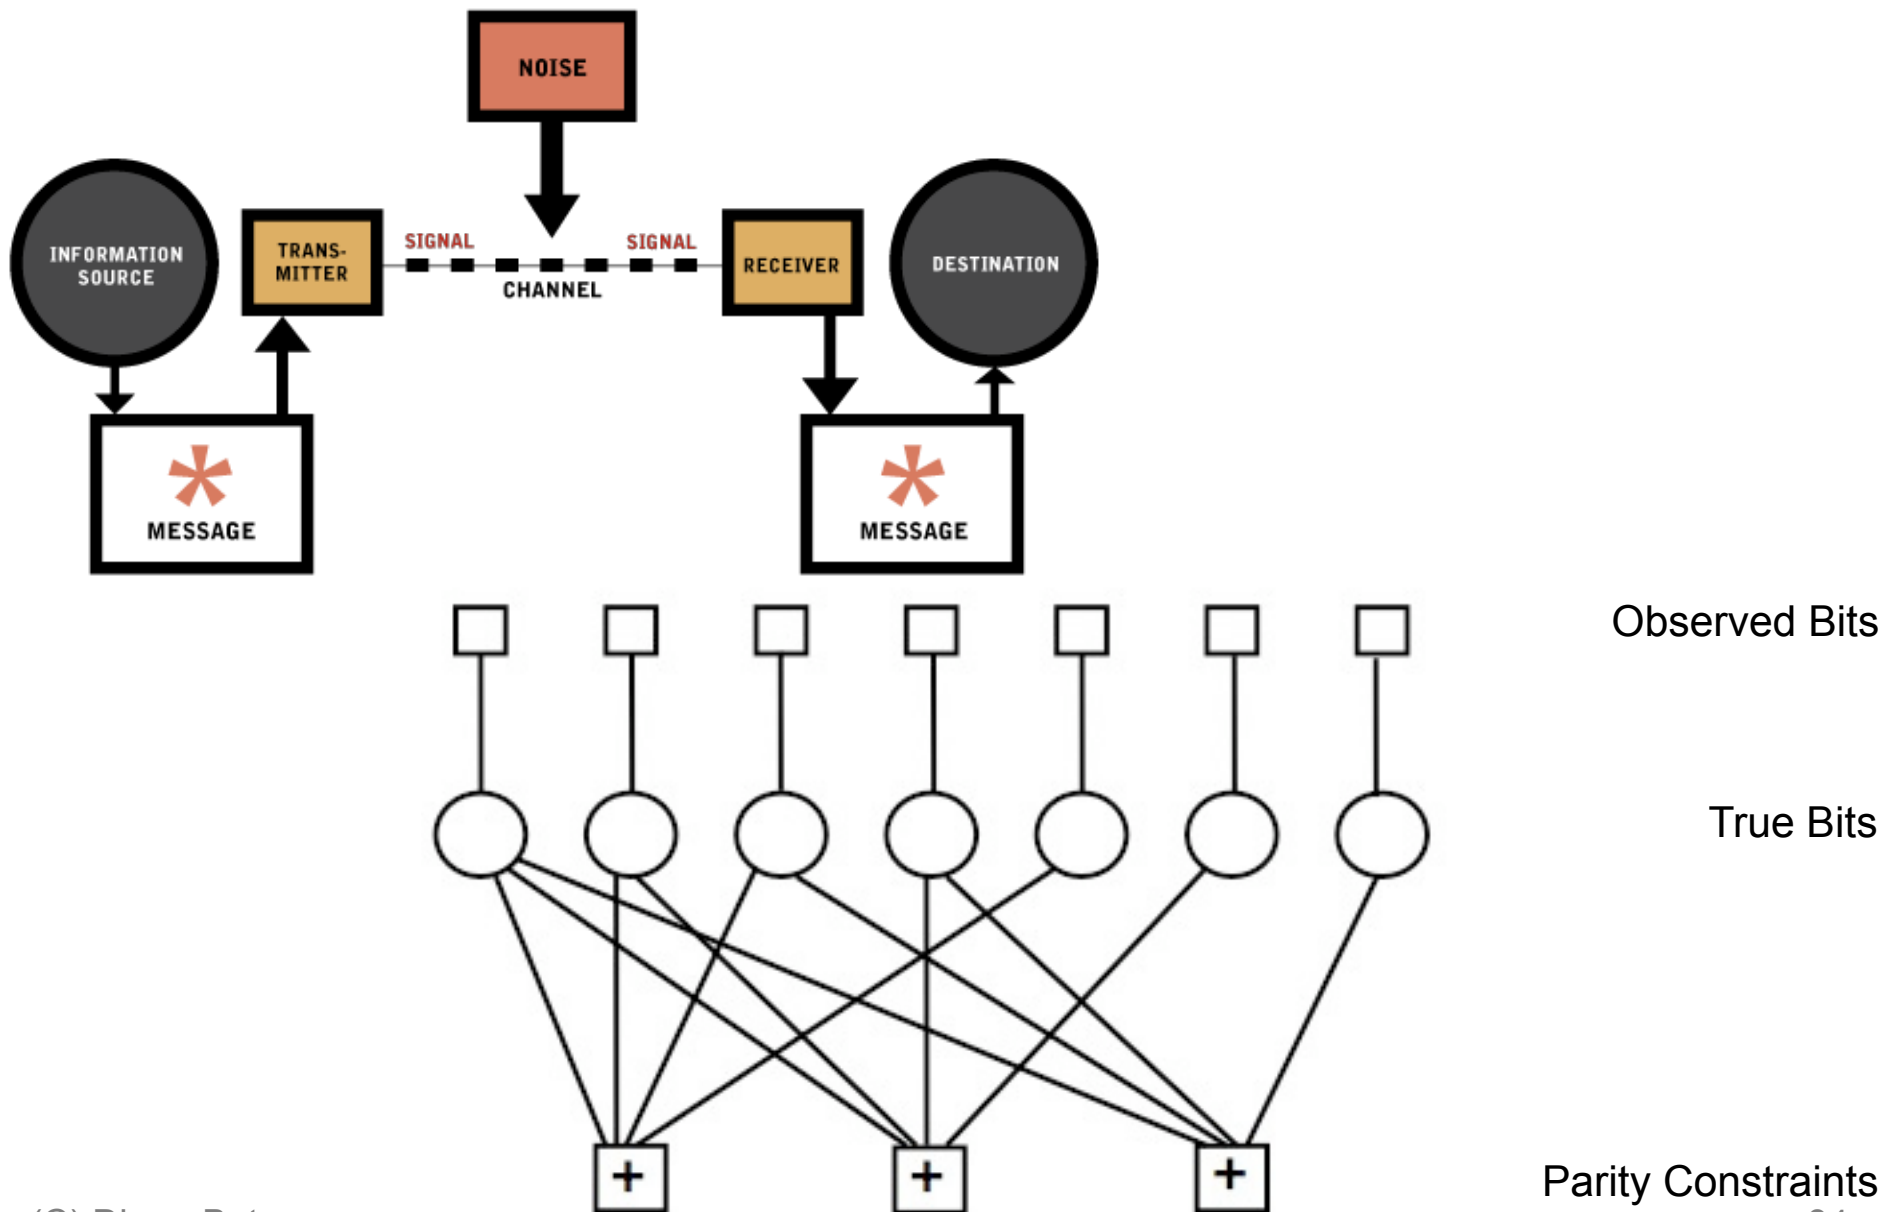 NOISE
INFORMATION
SOURCE
TRANS-
MITTER
SIGNAL
SIGNAL
CHANNEL
RECEIVER
DESTINATION
MESSAGE
MESSAGE
Observed Bits
True Bits
+
+
+
Parity Constraints